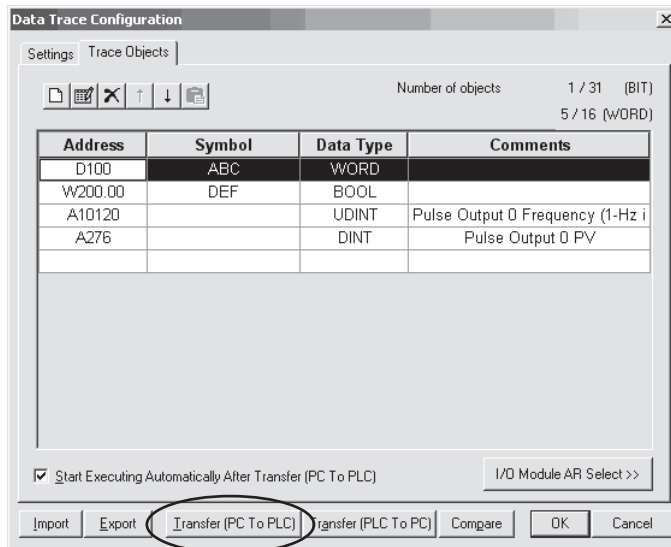 Data Trace Configuration
Settings Trace Objects
Number of objects 1 / 31 (BIT)
5 / 16 (WORD)
Address Symbol Data Type Comments
D100 ABC WORD
W200.00 DEF BOOL
A10120 UDINT Pulse Output 0 Frequency (1-Hz i
A276 DINT Pulse Output 0 PV
Start Executing Automatically After Transfer (PC To PLC)
I/O Module AR Select >>
Import Export Transfer (PC To PLC) Transfer (PLC To PC) Compare OK Cancel